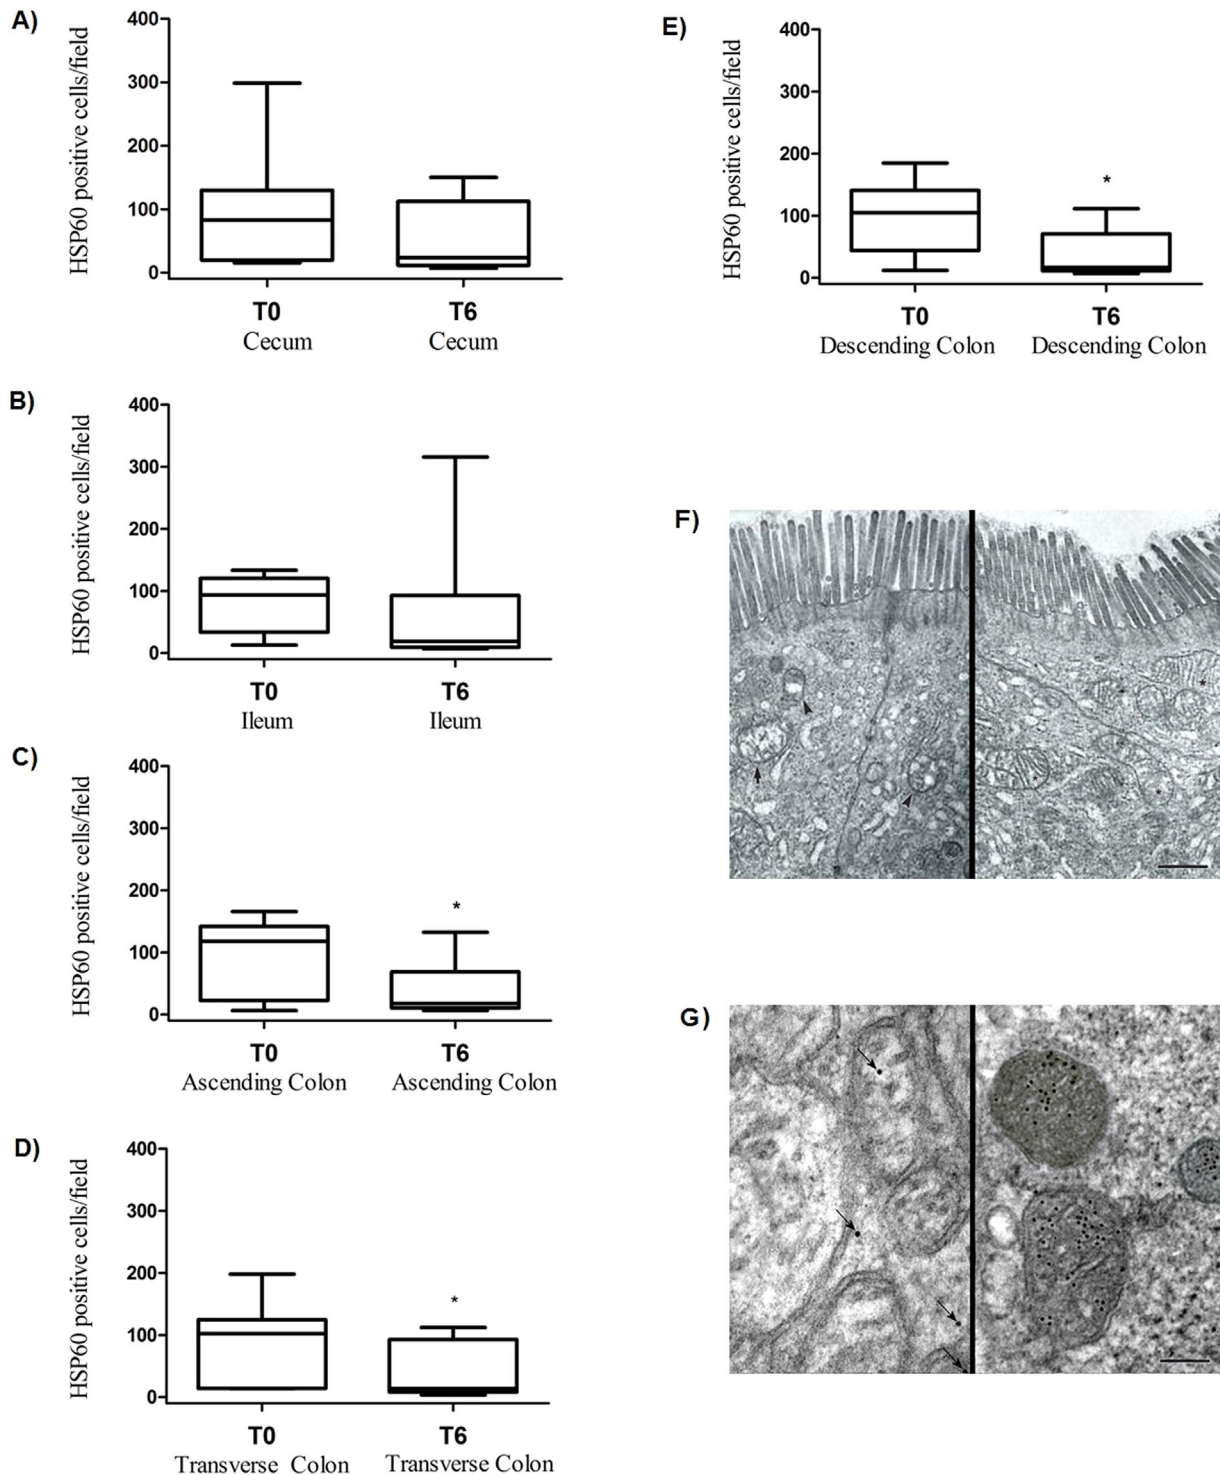 A)
HSP60 positive cells/field
400
300
200
100
0
T0
T6
Cecum
Cecum
B)
HSP60 positive cells/field
400
300
200
100
0
T0
T6
Ileum
Ileum
C)
HSP60 positive cells/field
400
300
200
100
0
*
T0
T6
Ascending Colon
Ascending Colon
D)
HSP60 positive cells/field
400
300
200
100
0
*
T0
T6
Transverse Colon
Transverse Colon
E)
HSP60 positive cells/field
400
300
200
100
0
*
T0
T6
Descending Colon
Descending Colon
F)
*
*
*
G)